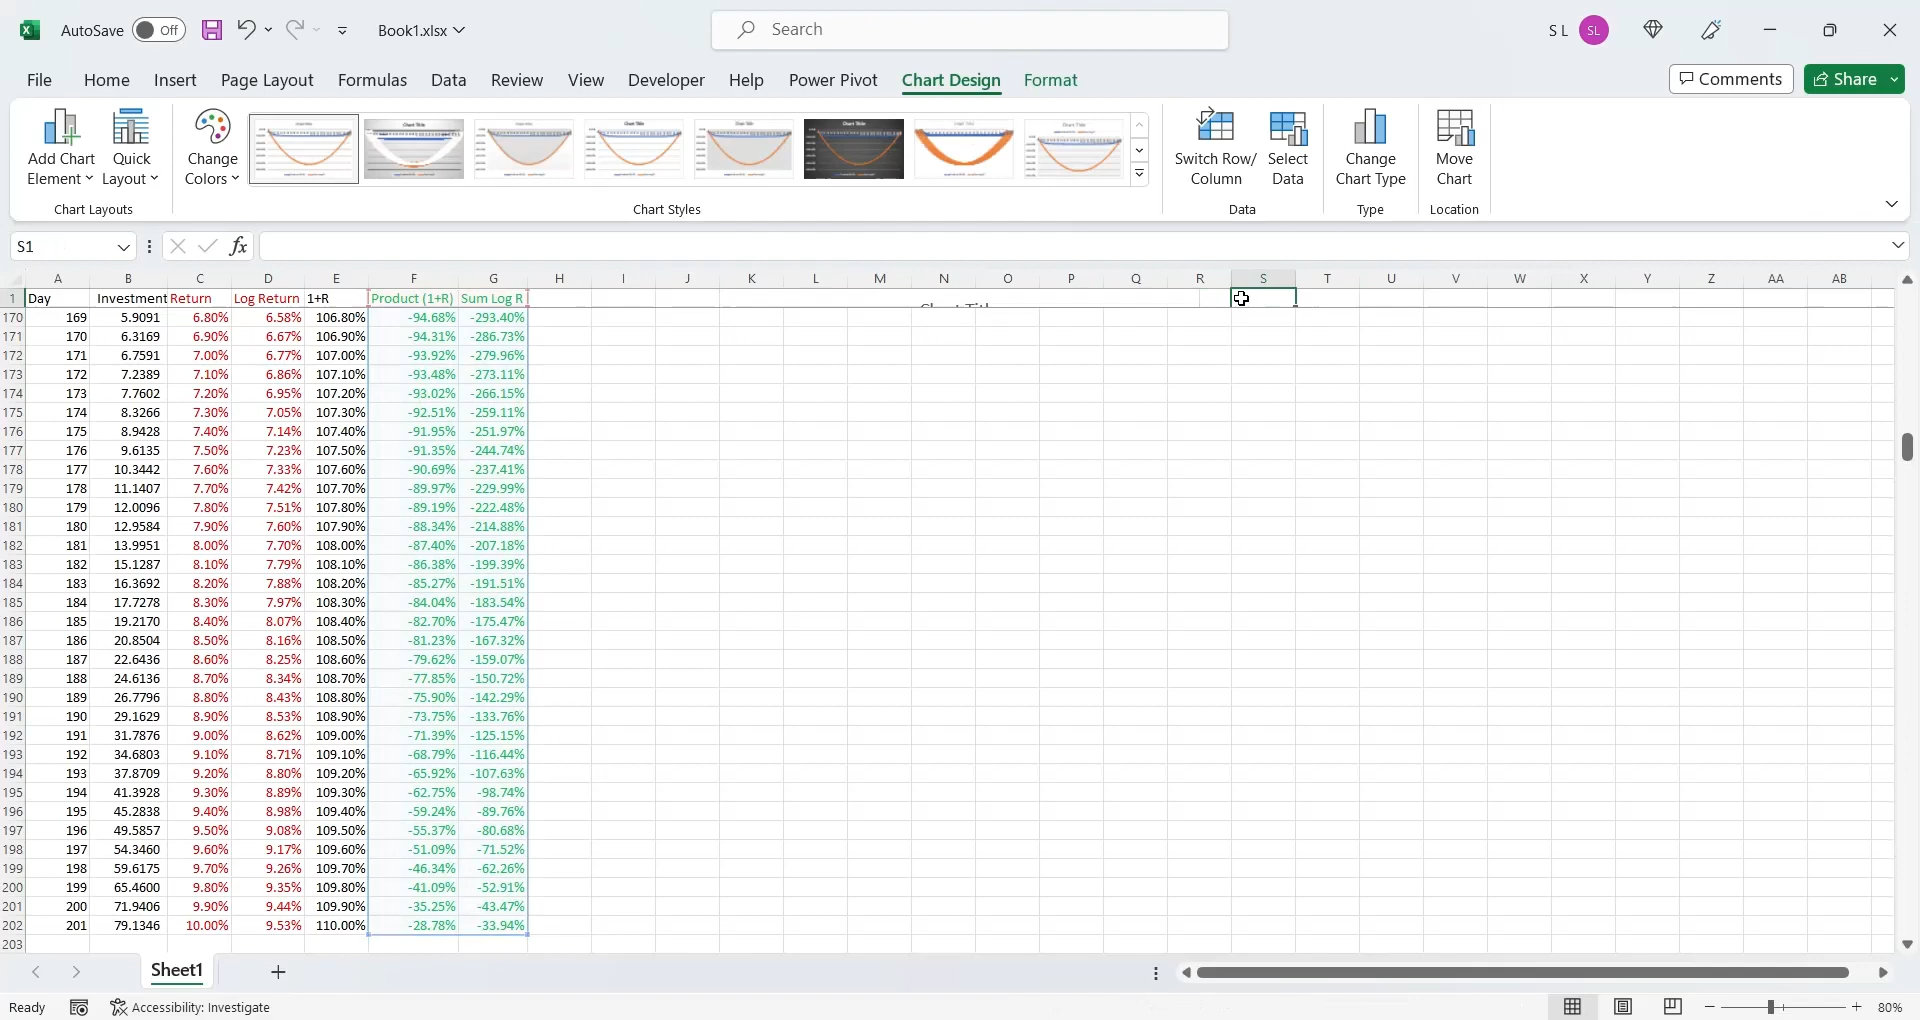 AutoSave Off Book1.xlsx Search S L SL
File Home Insert Page Layout Formulas Data Review View Developer Help Power Pivot Chart Design Format Comments Share
Add Chart Element Quick Layout Change Colors Switch Row/ Column Select Data Change Chart Type Move Chart
Chart Layouts Chart Styles Data Type Location
S1 fx
A B C D E F G H I J K L M N O P Q R S T U V W X Y Z AA AB
1 Day Investment Return Log Return 1+R Product (1+R) Sum Log R
170 169 5.9091 6.80% 6.58% 106.80% -94.68% -293.40%
171 170 6.3169 6.90% 6.67% 106.90% -94.31% -286.73%
172 171 6.7591 7.00% 6.77% 107.00% -93.92% -279.96%
173 172 7.2389 7.10% 6.86% 107.10% -93.48% -273.11%
174 173 7.7602 7.20% 6.95% 107.20% -93.02% -266.15%
175 174 8.3266 7.30% 7.05% 107.30% -92.51% -259.11%
176 175 8.9428 7.40% 7.14% 107.40% -91.95% -251.97%
177 176 9.6135 7.50% 7.23% 107.50% -91.35% -244.74%
178 177 10.3442 7.60% 7.33% 107.60% -90.69% -237.41%
179 178 11.1407 7.70% 7.42% 107.70% -89.97% -229.99%
180 179 12.0096 7.80% 7.51% 107.80% -89.19% -222.48%
181 180 12.9584 7.90% 7.60% 107.90% -88.34% -214.88%
182 181 13.9951 8.00% 7.70% 108.00% -87.40% -207.18%
183 182 15.1287 8.10% 7.79% 108.10% -86.38% -199.39%
184 183 16.3692 8.20% 7.88% 108.20% -85.27% -191.51%
185 184 17.7278 8.30% 7.97% 108.30% -84.04% -183.54%
186 185 19.2170 8.40% 8.07% 108.40% -82.70% -175.47%
187 186 20.8504 8.50% 8.16% 108.50% -81.23% -167.32%
188 187 22.6436 8.60% 8.25% 108.60% -79.62% -159.07%
189 188 24.6136 8.70% 8.34% 108.70% -77.85% -150.72%
190 189 26.7796 8.80% 8.43% 108.80% -75.90% -142.29%
191 190 29.1629 8.90% 8.53% 108.90% -73.75% -133.76%
192 191 31.7876 9.00% 8.62% 109.00% -71.39% -125.15%
193 192 34.6803 9.10% 8.71% 109.10% -68.79% -116.44%
194 193 37.8709 9.20% 8.80% 109.20% -65.92% -107.63%
195 194 41.3928 9.30% 8.89% 109.30% -62.75% -98.74%
196 195 45.2838 9.40% 8.98% 109.40% -59.24% -89.76%
197 196 49.5857 9.50% 9.08% 109.50% -55.37% -80.68%
198 197 54.3460 9.60% 9.17% 109.60% -51.09% -71.52%
199 198 59.6175 9.70% 9.26% 109.70% -46.34% -62.26%
200 199 65.4600 9.80% 9.35% 109.80% -41.09% -52.91%
201 200 71.9406 9.90% 9.44% 109.90% -35.25% -43.47%
202 201 79.1346 10.00% 9.53% 110.00% -28.78% -33.94%
203
Sheet1
Ready Accessibility: Investigate 80%